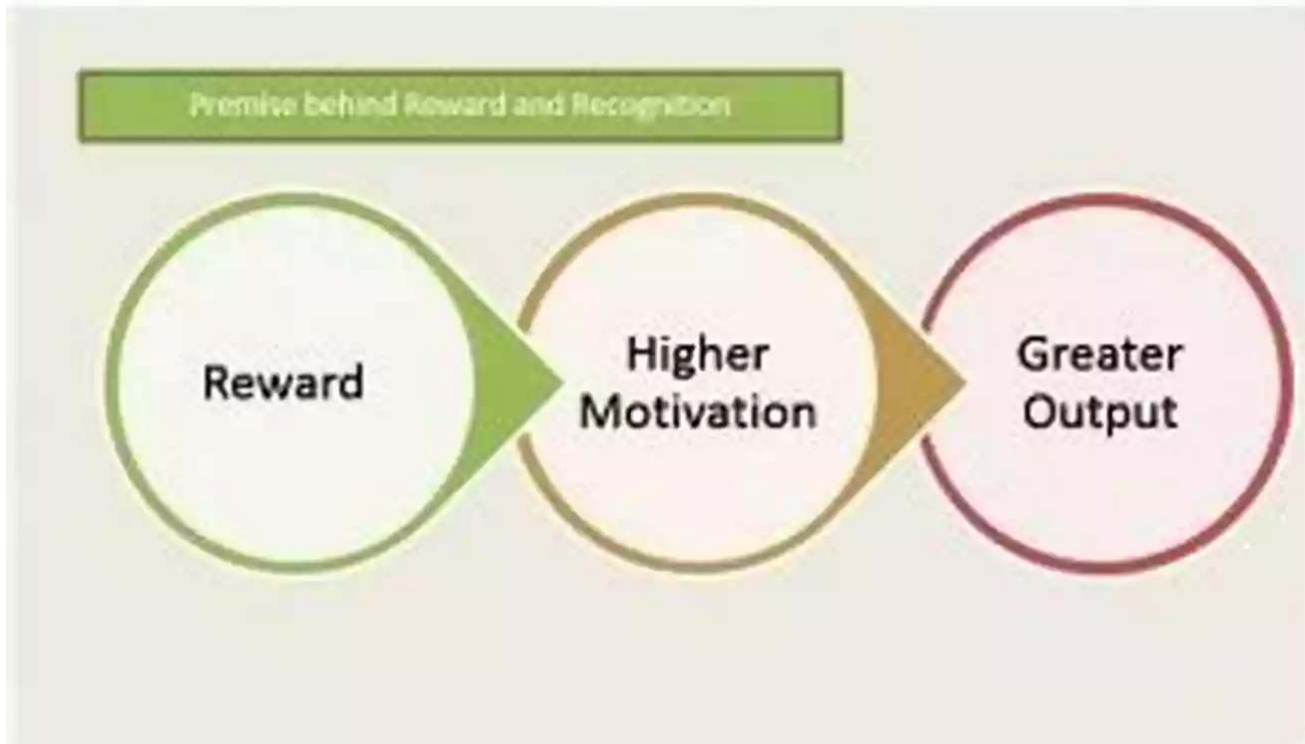 Premise behind Reward and Recognition
Reward
Higher
Motivation
Greater
Output